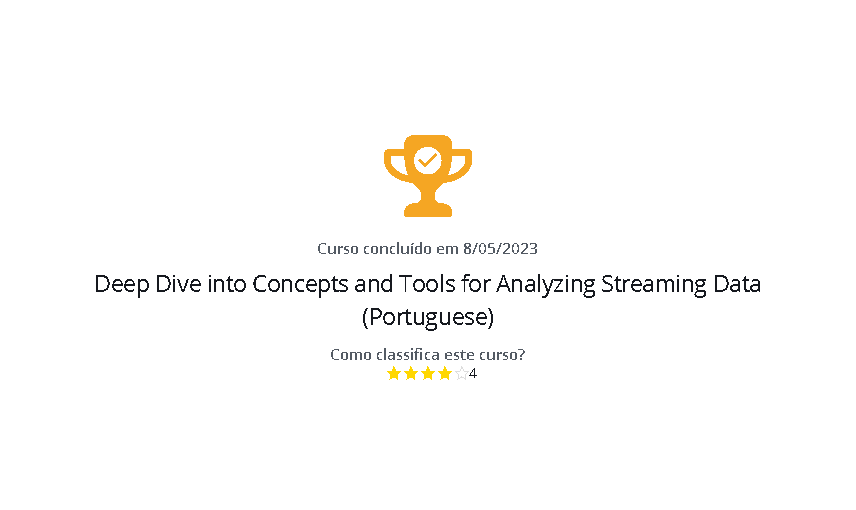 Curso concluído em 8/05/2023
Deep Dive into Concepts and Tools for Analyzing Streaming Data
(Portuguese)
Como classifica este curso?
4